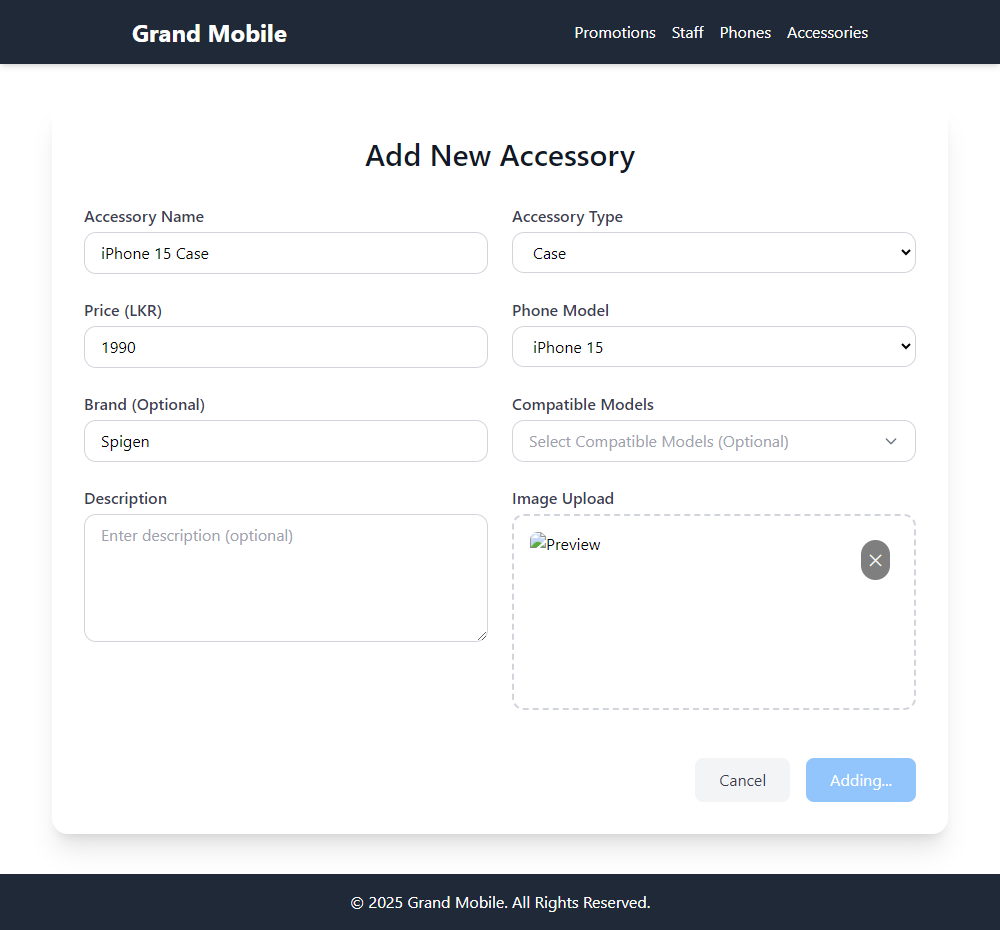 Grand Mobile
Promotions Staff Phones Accessories
Add New Accessory
Accessory Name
iPhone 15 Case
Accessory Type
Case
Price (LKR)
1990
Phone Model
iPhone 15
Brand (Optional)
Spigen
Compatible Models
Select Compatible Models (Optional)
Description
Enter description (optional)
Image Upload
Preview
Cancel
Adding...
© 2025 Grand Mobile. All Rights Reserved.